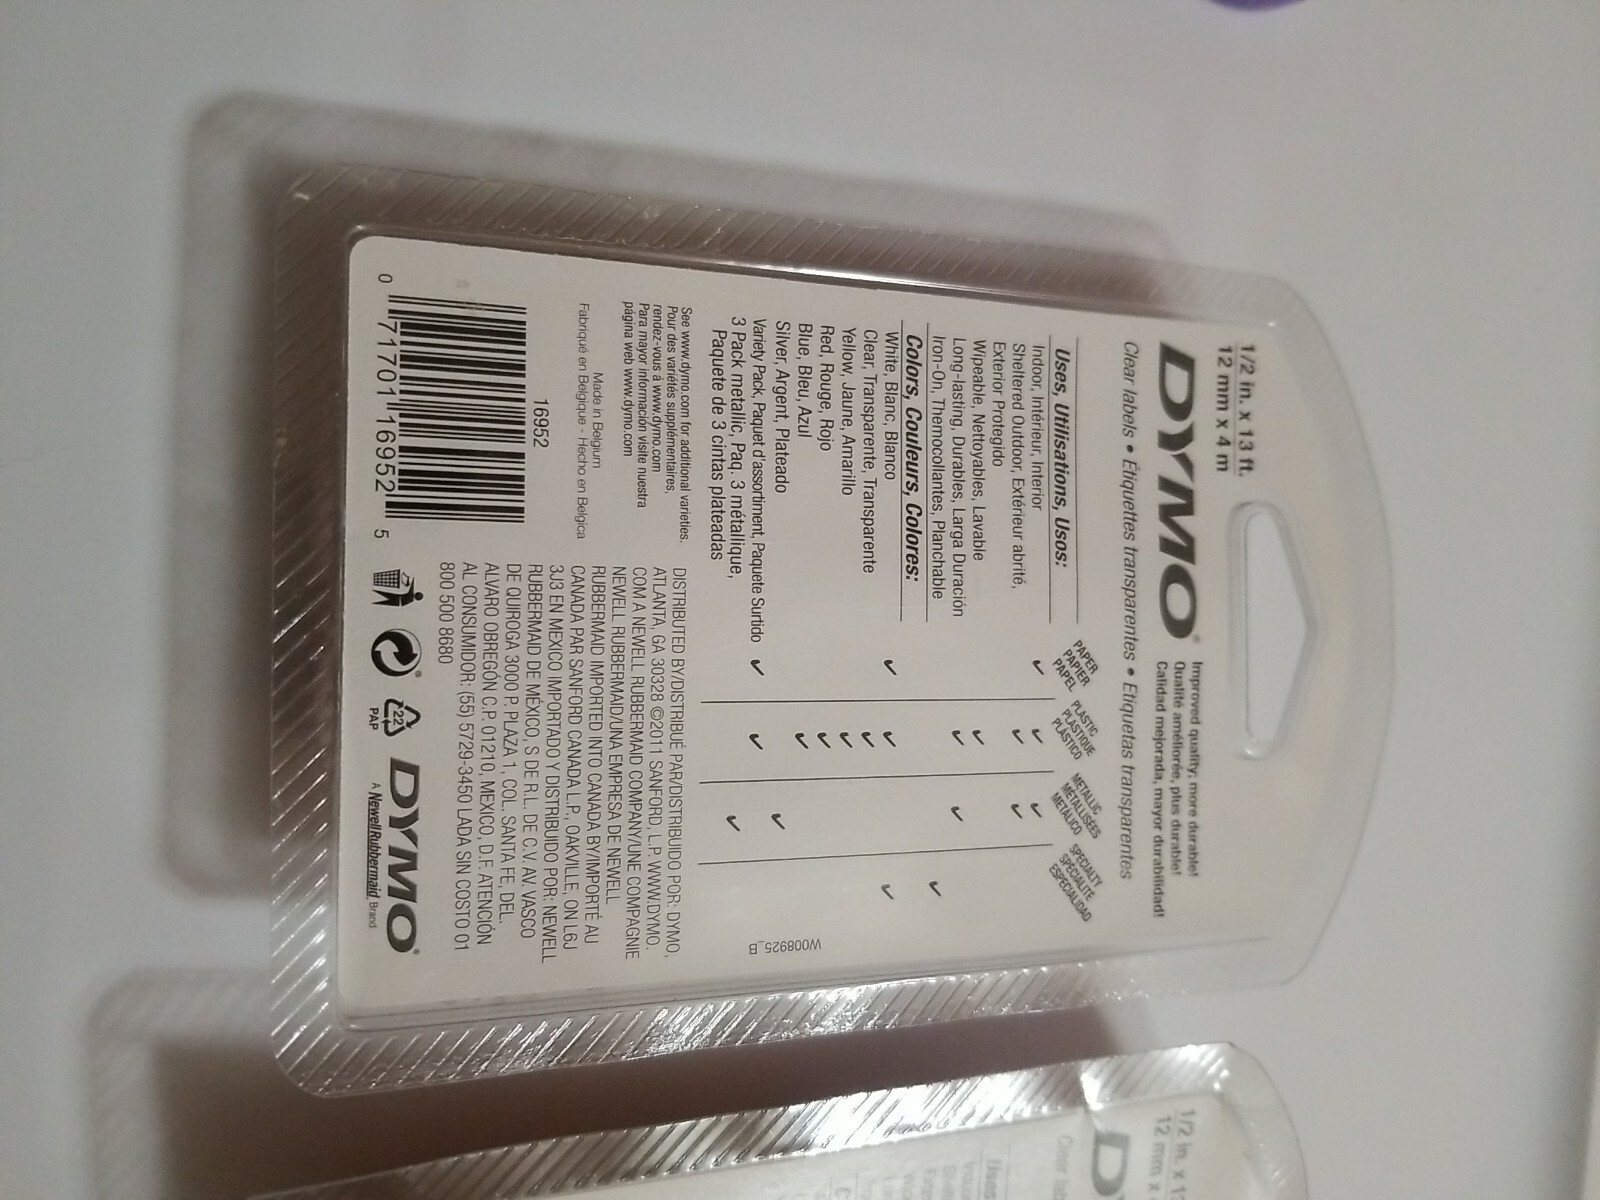 1/2 in. x 13 ft.
12 mm x 4 m
DYMO®
Improved quality; more durable!
Qualité améliorée, plus durable!
Calidad mejorada, mayor durabilidad!
Clear labels • Étiquettes transparentes • Etiquetas transparentes
PAPER
PAPIER
PAPEL
PLASTIC
PLASTIQUE
PLÁSTICO
METALLIC
MÉTALLISÉES
METÁLICO
SPECIALTY
SPÉCIALITÉ
ESPECIALIDAD
Uses, Utilisations, Usos:
Indoor, Intérieur, Interior ✓ ✓ ✓
Sheltered Outdoor, Extérieur abrité, ✓ ✓
Exterior Protegido
Wipeable, Nettoyables, Lavable ✓
Long-lasting, Durables, Larga Duración ✓ ✓
Iron-On, Themocollantes, Planchable ✓
Colors, Couleurs, Colores:
White, Blanc, Blanco ✓ ✓ ✓
Clear, Transparente, Transparente ✓
Yellow, Jaune, Amarillo ✓
Red, Rouge, Rojo ✓
Blue, Bleu, Azul ✓
Silver, Argent, Plateado ✓
Variety Pack, Paquet d'assortiment, Paquete Surtido ✓ ✓
3 Pack metallic, Paq. 3 métallique, ✓
Paquete de 3 cintas plateadas
W008925_B
See www.dymo.com for additional varieties.
Pour des variétés supplémentaires,
rendez-vous à www.dymo.com
Para mayor información visite nuestra
página web www.dymo.com
Made in Belgium
Fabriqué en Belgique - Hecho en Belgica
16952
0 71701 16952 5
DISTRIBUTED BY/DISTRIBUÉ PAR/DISTRIBUIDO POR: DYMO,
ATLANTA, GA 30328 ©2011 SANFORD, L.P. WWW.DYMO.
COM A NEWELL RUBBERMAID COMPANY/UNE COMPAGNIE
NEWELL RUBBERMAID/UNA EMPRESA DE NEWELL
RUBBERMAID IMPORTED INTO CANADA BY/IMPORTÉ AU
CANADA PAR SANFORD CANADA L.P., OAKVILLE, ON L6J
3J3 EN MEXICO IMPORTADO Y DISTRIBUIDO POR: NEWELL
RUBBERMAID DE MÉXICO, S DE R.L. DE C.V. AV. VASCO
DE QUIROGA 3000 P. PLAZA 1, COL. SANTA FE, DEL.
ALVARO OBREGÓN C.P. 01210, MEXICO, D.F. ATENCIÓN
AL CONSUMIDOR: (55) 5729-3450 LADA SIN COSTO 01
800 500 8680
22
PAP
DYMO®
A NewellRubbermaid Brand
1/2 in. x 13
12 mm x
DY
Clear lab
Uses
Indoor